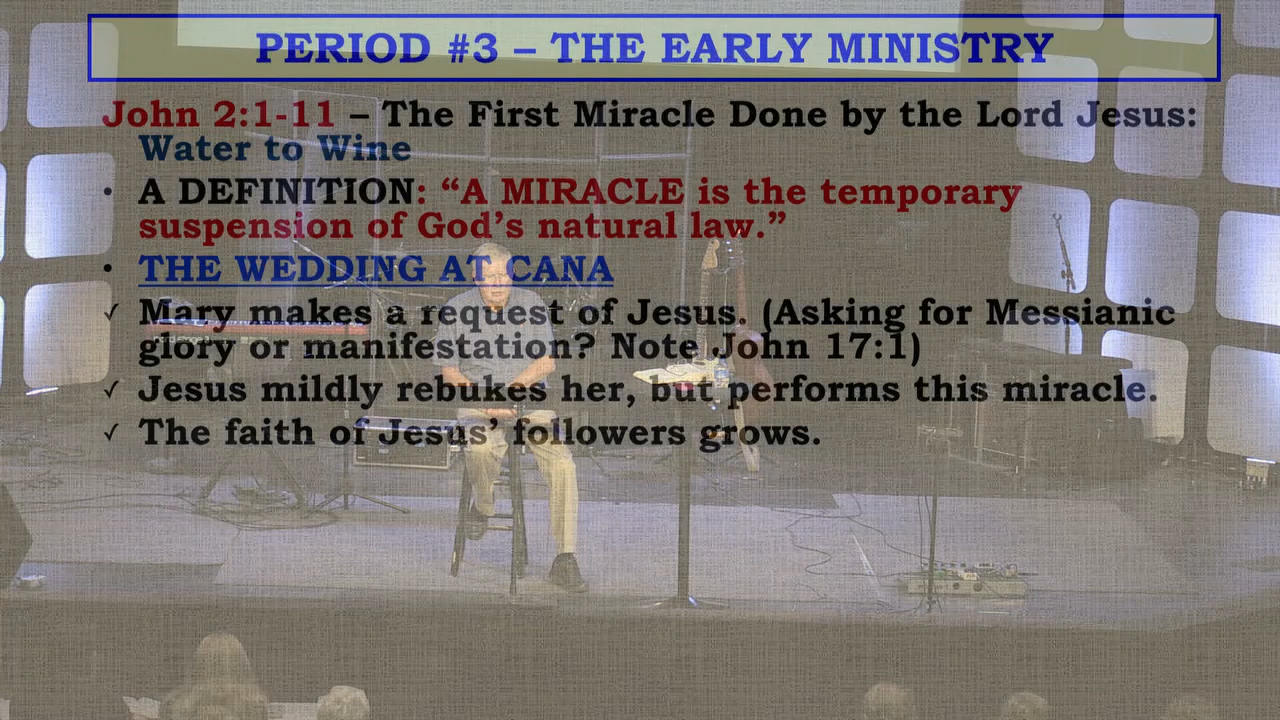 PERIOD #3 – THE EARLY MINISTRY
John 2:1-11 – The First Miracle Done by the Lord Jesus:
Water to Wine
• A DEFINITION: “A MIRACLE is the temporary
suspension of God’s natural law.”
• THE WEDDING AT CANA
✓ Mary makes a request of Jesus. (Asking for Messianic
glory or manifestation? Note John 17:1)
✓ Jesus mildly rebukes her, but performs this miracle.
✓ The faith of Jesus’ followers grows.